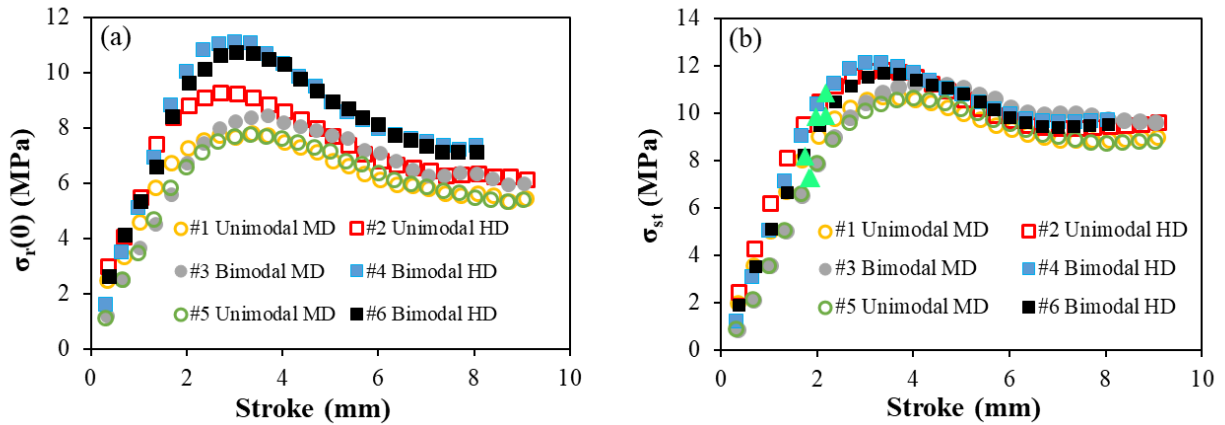 (a)
σr(0) (MPa)
12
10
8
6
4
2
0
#1 Unimodal MD
#2 Unimodal HD
#3 Bimodal MD
#4 Bimodal HD
#5 Unimodal MD
#6 Bimodal HD
0 2 4 6 8 10
Stroke (mm)
(b)
σst (MPa)
14
12
10
8
6
4
2
0
#1 Unimodal MD
#2 Unimodal HD
#3 Bimodal MD
#4 Bimodal HD
#5 Unimodal MD
#6 Bimodal HD
0 2 4 6 8 10
Stroke (mm)